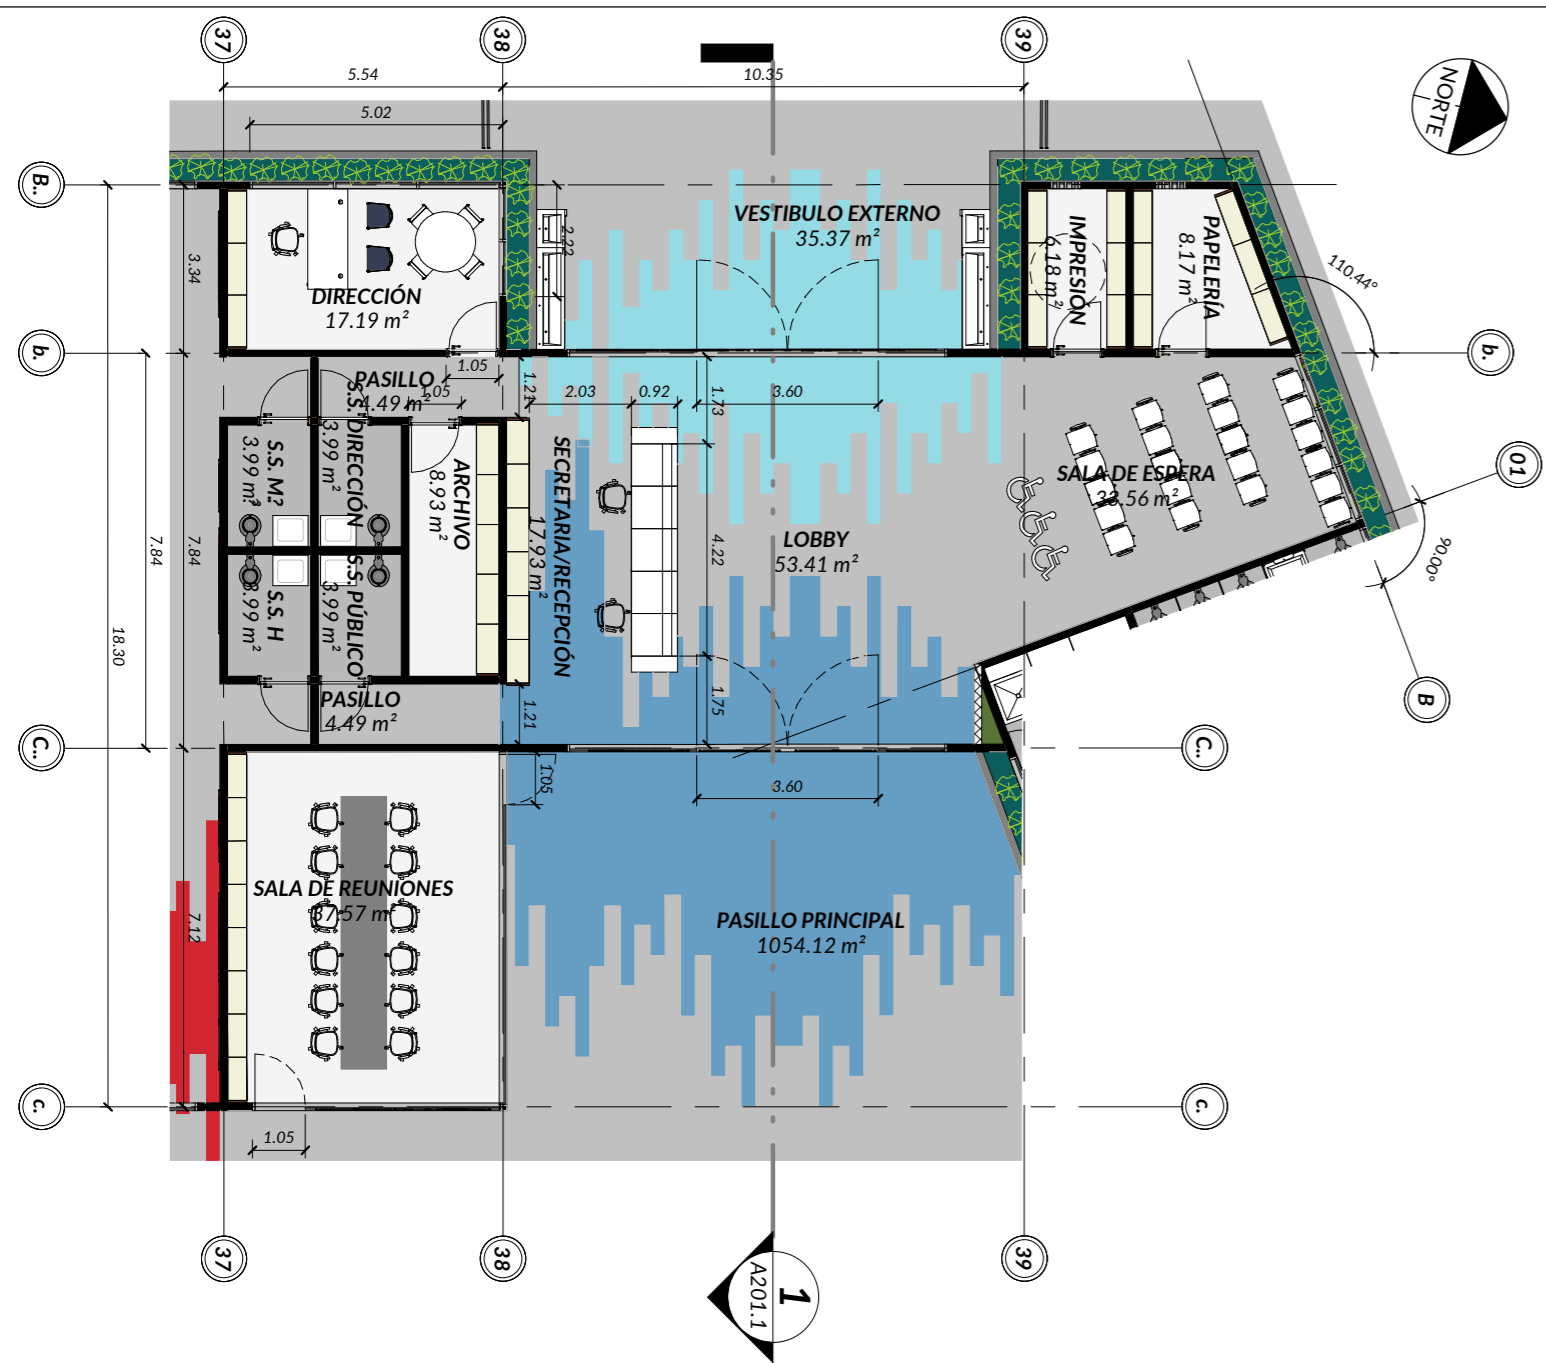 37
38
39
5.54
10.35
5.02
NORTE
B..
VESTIBULO EXTERNO
35.37 m²
2.22
IMPRESIÓN
6.18 m²
PAPELERÍA
8.17 m²
110.44°
3.34
DIRECCIÓN
17.19 m²
b.
b.
PASILLO
4.49 m²
1.05
1.05
1.21
2.03
0.92
1.73
3.60
S.S. M?
3.99 m²
S.S. DIRECCIÓN
3.99 m²
ARCHIVO
8.93 m²
SECRETARIA/RECEPCIÓN
17.93 m²
SALA DE ESPERA
33.56 m²
01
7.84
7.84
4.22
LOBBY
53.41 m²
90.00°
S.S. H
3.99 m²
S.S. PÚBLICO
3.99 m²
18.30
PASILLO
4.49 m²
1.21
1.75
B
C..
C..
1.05
3.60
SALA DE REUNIONES
37.57 m²
7.12
PASILLO PRINCIPAL
1054.12 m²
c.
c.
1.05
37
38
39
1
A201.1